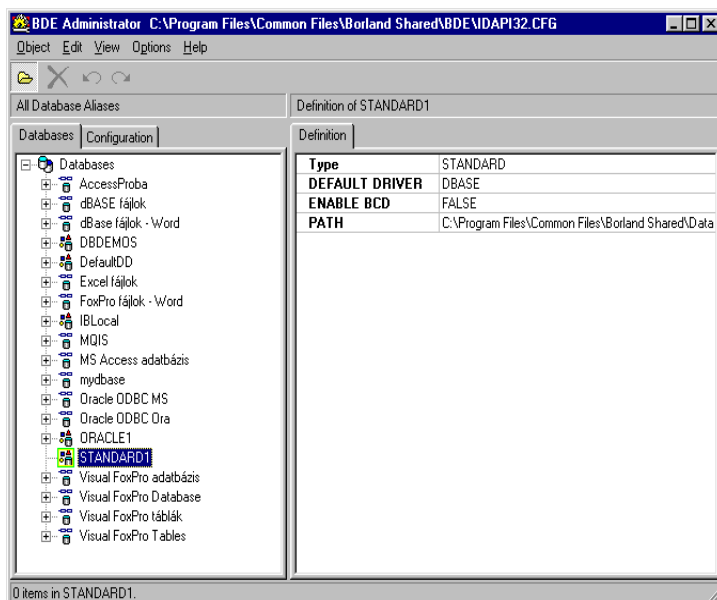 BDE Administrator C:\Program Files\Common Files\Borland Shared\BDE\IDAPI32.CFG
Object Edit View Options Help
All Database Aliases
Definition of STANDARD1
Databases Configuration
Definition
Databases
AccessProba
dBASE fájlok
dBase fájlok - Word
DBDEMOS
DefaultDD
Excel fájlok
FoxPro fájlok - Word
IBLocal
MQIS
MS Access adatbázis
mydbase
Oracle ODBC MS
Oracle ODBC Ora
ORACLE1
STANDARD1
Visual FoxPro adatbázis
Visual FoxPro Database
Visual FoxPro táblák
Visual FoxPro Tables
Type STANDARD
DEFAULT DRIVER DBASE
ENABLE BCD FALSE
PATH C:\Program Files\Common Files\Borland Shared\Data
0 items in STANDARD1.